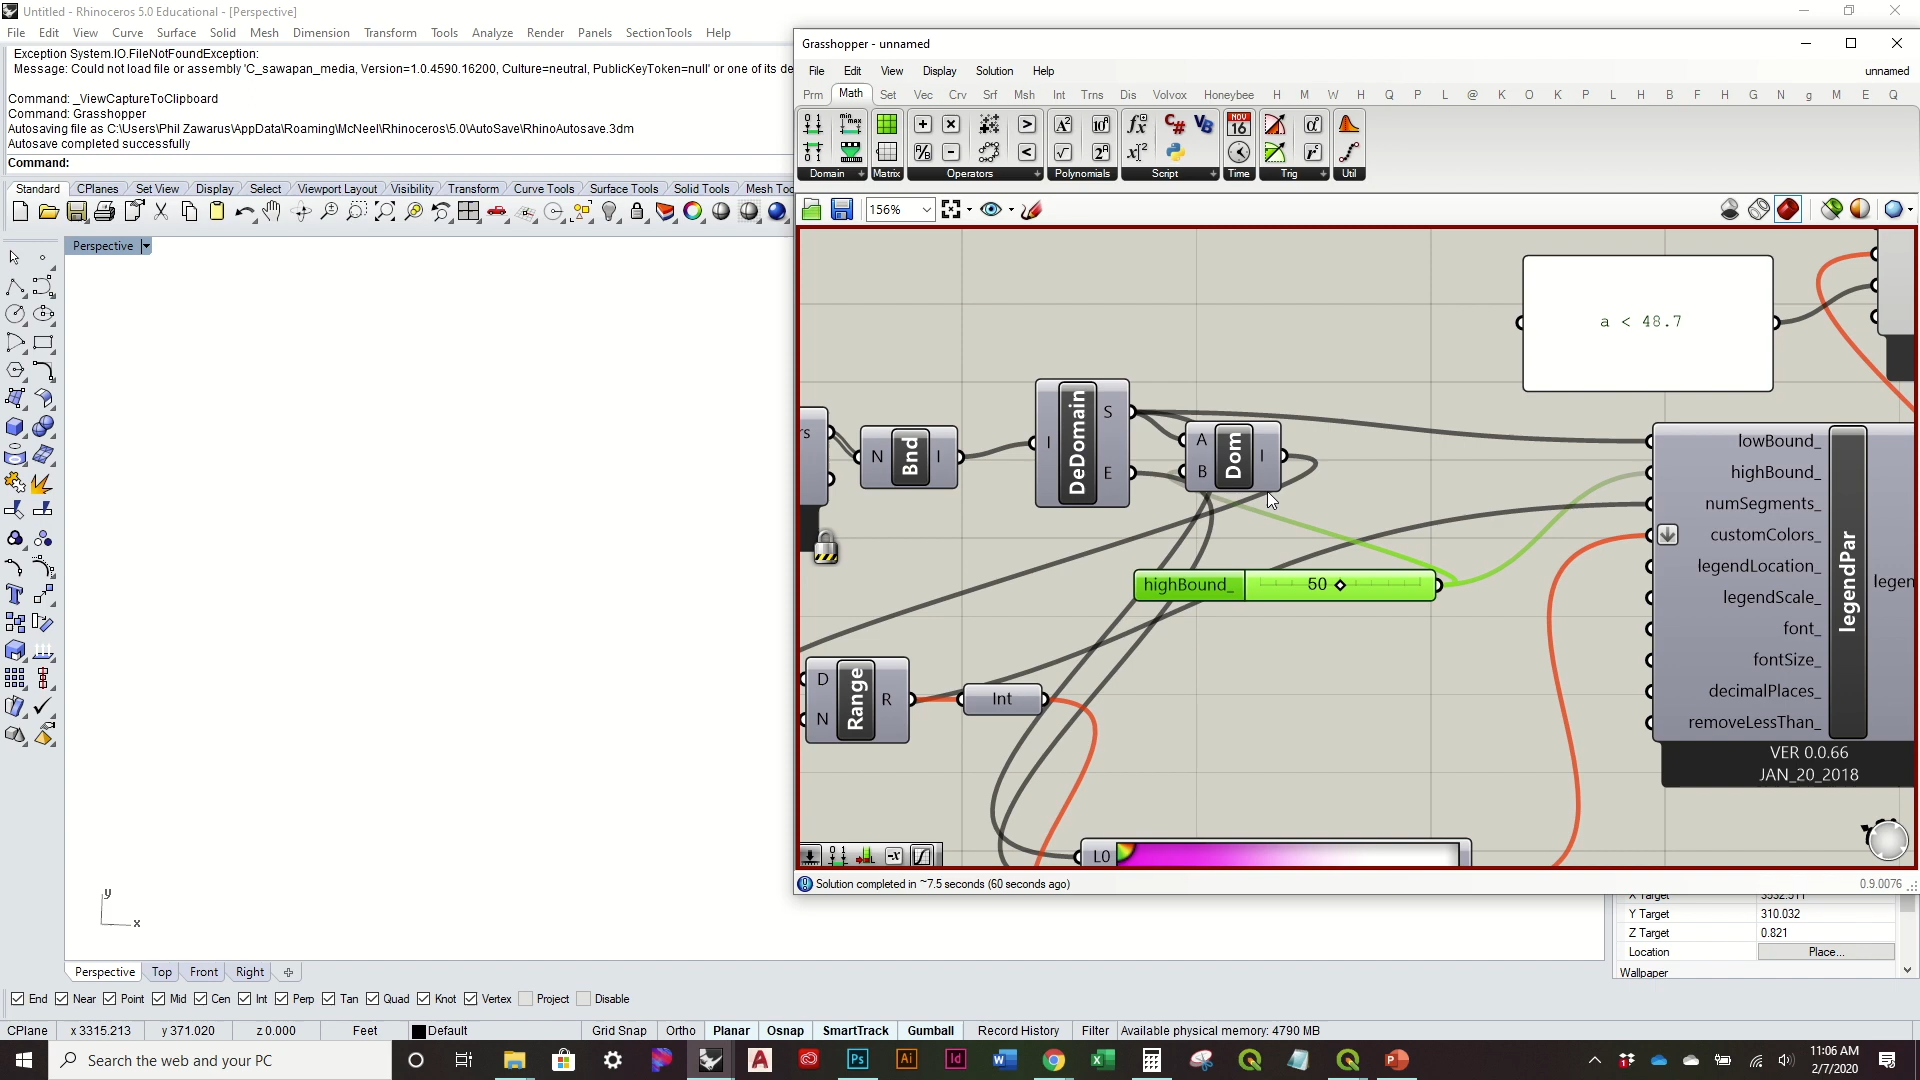 Untitled - Rhinoceros 5.0 Educational - [Perspective]
File Edit View Curve Surface Solid Mesh Dimension Transform Tools Analyze Render Panels SectionTools Help
Exception System.IO.FileNotFoundException:
Message: Could not load file or assembly 'C_sawapan_media, Version=1.0.4590.16200, Culture=neutral, PublicKeyToken=null' or one of its de
Command: _ViewCaptureToClipboard
Command: Grasshopper
Autosaving file as C:\Users\Phil Zawarus\AppData\Roaming\McNeel\Rhinoceros\5.0\AutoSave\RhinoAutosave.3dm
Autosave completed successfully
Command:
Standard CPlanes Set View Display Select Viewport Layout Visibility Transform Curve Tools Surface Tools Solid Tools Mesh Too
Perspective
Grasshopper - unnamed
File Edit View Display Solution Help unnamed
Prm Math Set Vec Crv Srf Msh Int Trns Dis Volvox Honeybee H M W H Q P L @ K O K P L H B F H G N g M E Q
Domain Matrix Operators Polynomials Script Time Trig Util
156%
a < 48.7
rs
N Bnd I
I DeDomain S E
A B Dom I
lowBound_
highBound_
numSegments_
customColors_
legendLocation_
legendScale_
font_
fontSize_
decimalPlaces_
removeLessThan_
legendPar
legen
VER 0.0.66
JAN_20_2018
highBound_ 50
D N Range R
Int
L0
Solution completed in ~7.5 seconds (60 seconds ago) 0.9.0076
y
x
Y Target 310.032
Z Target 0.821
Location Place...
Wallpaper
Perspective Top Front Right
End Near Point Mid Cen Int Perp Tan Quad Knot Vertex Project Disable
CPlane x 3315.213 y 371.020 z 0.000 Feet Default Grid Snap Ortho Planar Osnap SmartTrack Gumball Record History Filter Available physical memory: 4790 MB
Search the web and your PC
11:06 AM
2/7/2020